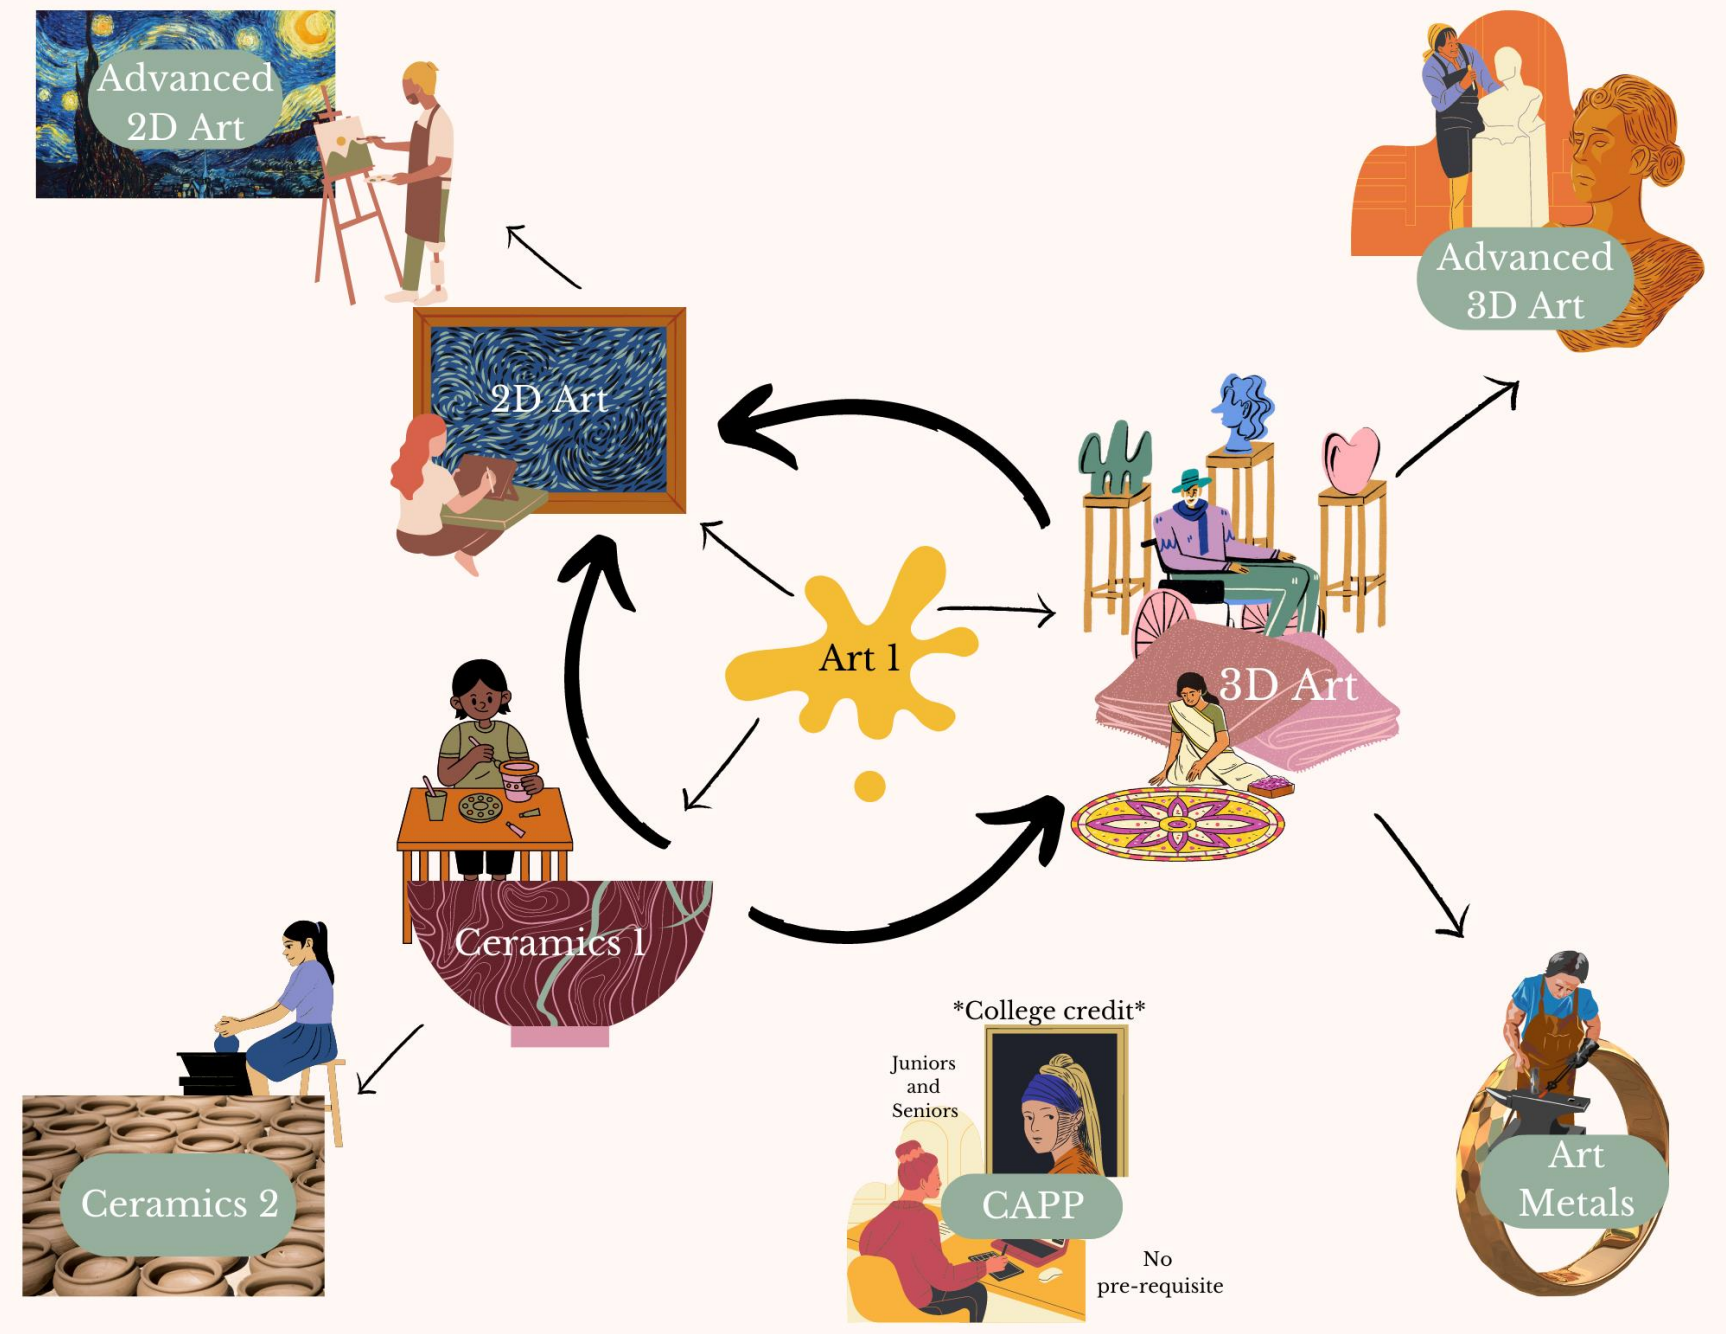 Advanced
2D Art
Advanced
3D Art
2D Art
Art 1
3D Art
Ceramics 1
*College credit*
Juniors
and
Seniors
CAPP
No
pre-requisite
Ceramics 2
Art
Metals